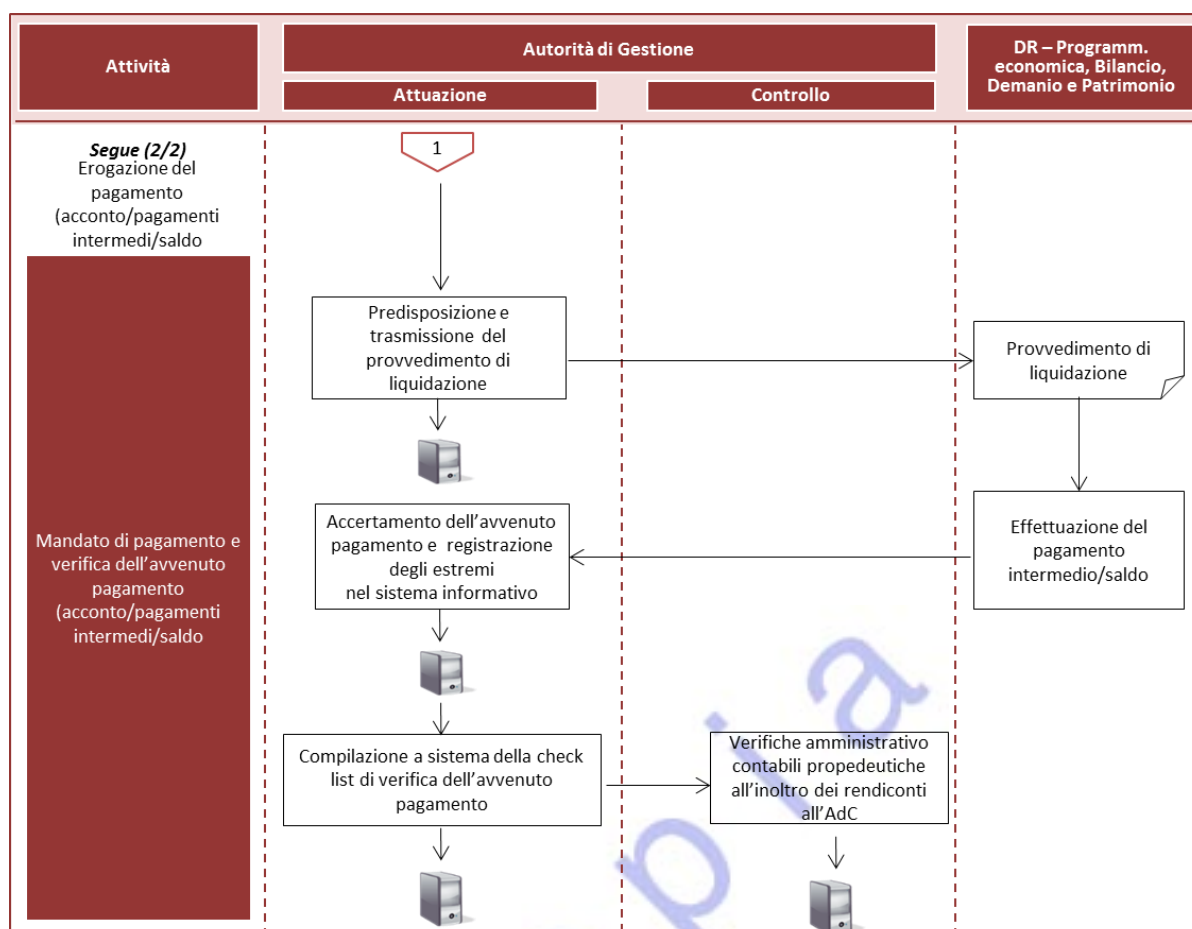 Attività
Autorità di Gestione
Attuazione
Controllo
DR – Programm.
economica, Bilancio,
Demanio e Patrimonio
Segue (2/2)
Erogazione del
pagamento
(acconto/pagamenti
intermedi/saldo
1
Predisposizione e
trasmissione del
provvedimento di
liquidazione
Provvedimento di
liquidazione
Mandato di pagamento e
verifica dell’avvenuto
pagamento
(acconto/pagamenti
intermedi/saldo
Accertamento dell’avvenuto
pagamento e registrazione
degli estremi
nel sistema informativo
Effettuazione del
pagamento
intermedio/saldo
Compilazione a sistema della check
list di verifica dell’avvenuto
pagamento
Verifiche amministrativo
contabili propedeutiche
all’inoltro dei rendiconti
all’AdC
p i a